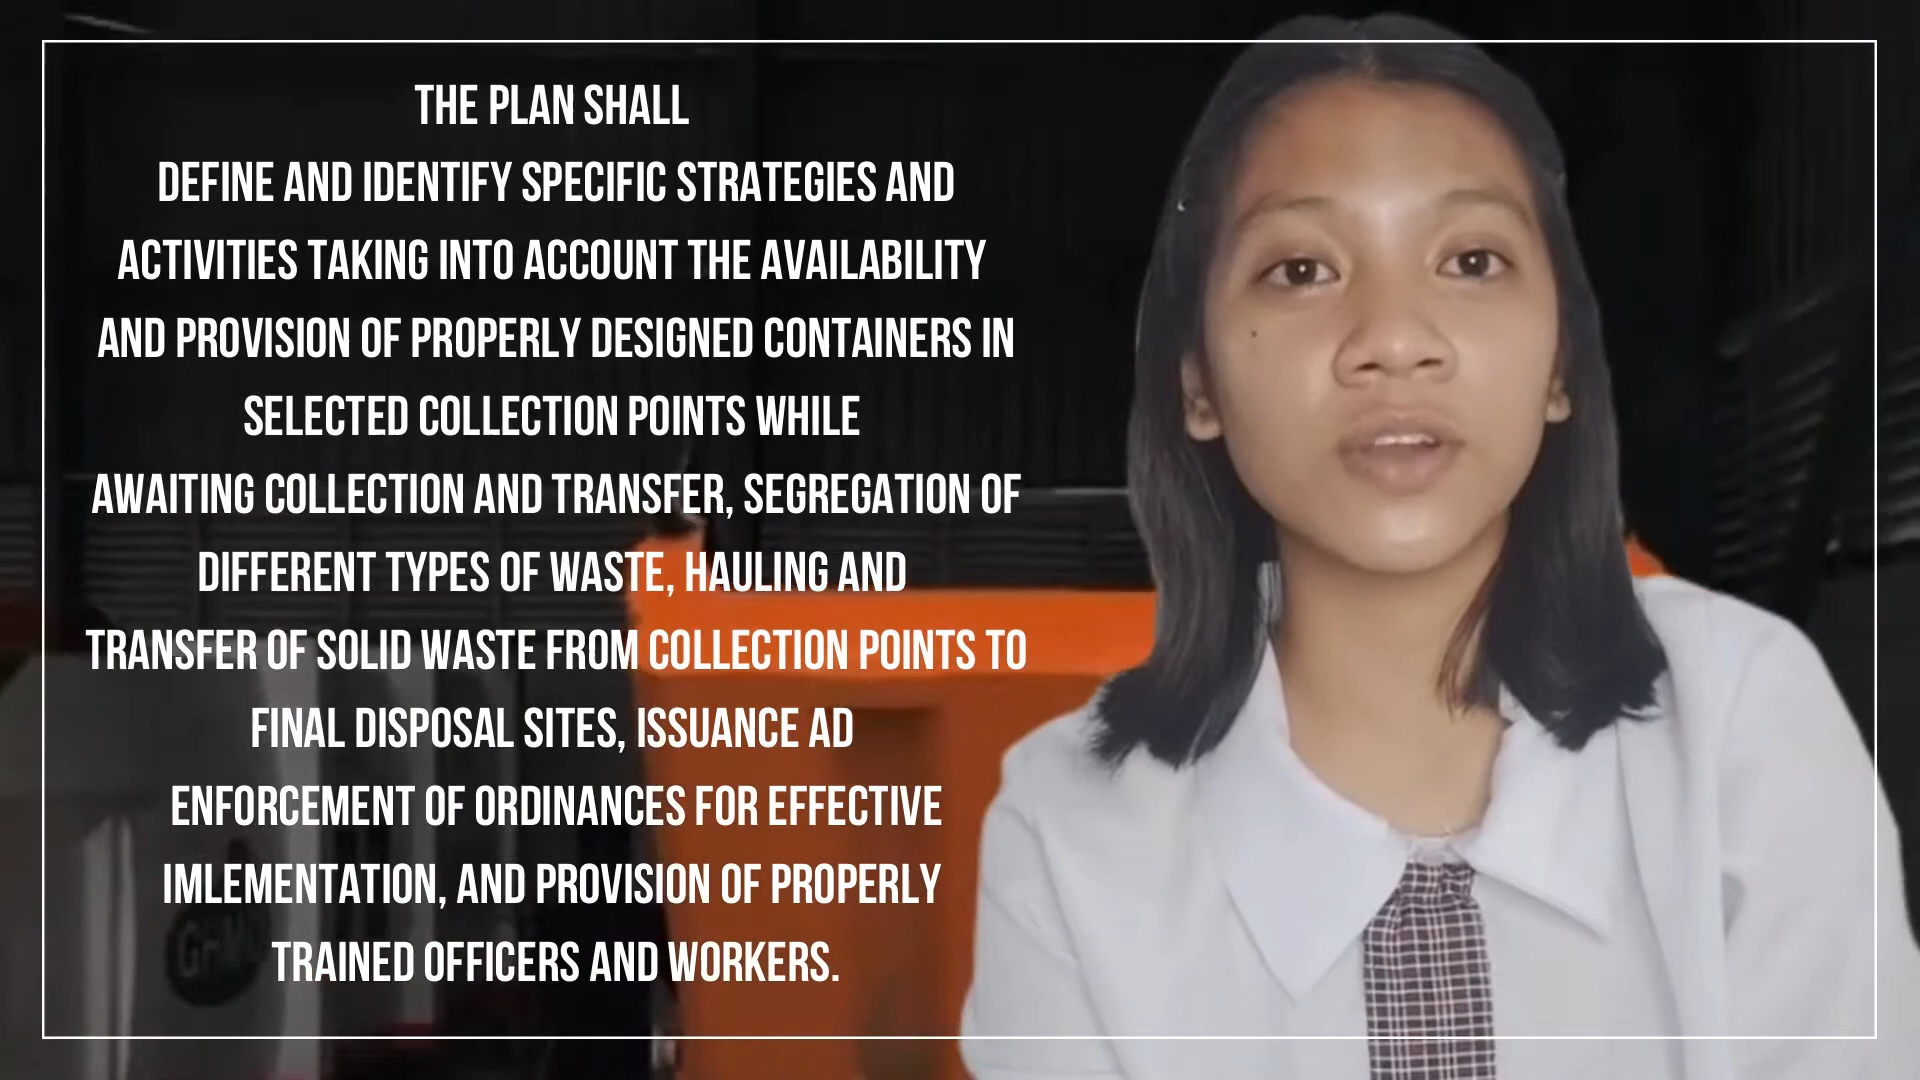 THE PLAN SHALL
DEFINE AND IDENTIFY SPECIFIC STRATEGIES AND
ACTIVITIES TAKING INTO ACCOUNT THE AVAILABILITY
AND PROVISION OF PROPERLY DESIGNED CONTAINERS IN
SELECTED COLLECTION POINTS WHILE
AWAITING COLLECTION AND TRANSFER, SEGREGATION OF
DIFFERENT TYPES OF WASTE, HAULING AND
TRANSFER OF SOLID WASTE FROM COLLECTION POINTS TO
FINAL DISPOSAL SITES, ISSUANCE AD
ENFORCEMENT OF ORDINANCES FOR EFFECTIVE
IMLEMENTATION, AND PROVISION OF PROPERLY
TRAINED OFFICERS AND WORKERS.